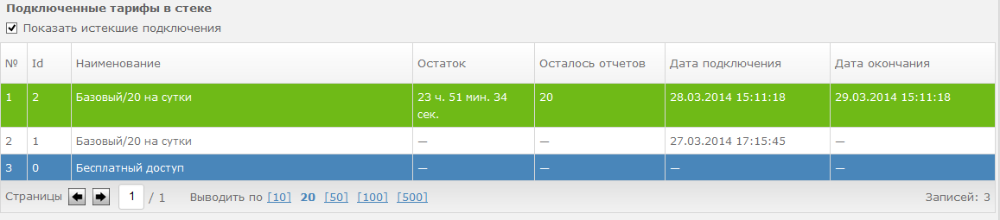 Подключенные тарифы в стеке
Показать истекшие подключения
№ Id Наименование Остаток Осталось отчетов Дата подключения Дата окончания
1 2 Базовый/20 на сутки 23 ч. 51 мин. 34 сек. 20 28.03.2014 15:11:18 29.03.2014 15:11:18
2 1 Базовый/20 на сутки — — 27.03.2014 17:15:45 —
3 0 Бесплатный доступ — — — —
Страницы 1 / 1 Выводить по [10] 20 [50] [100] [500] Записей: 3